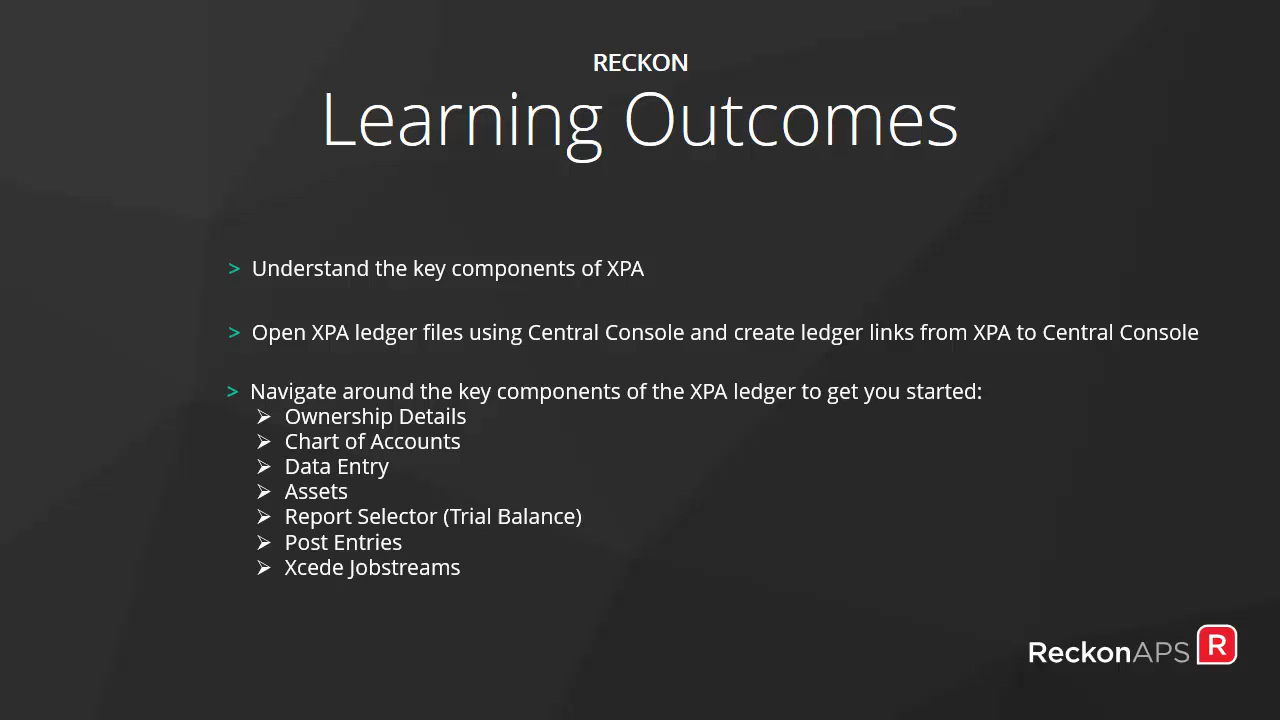 RECKON
Learning Outcomes
> Understand the key components of XPA
> Open XPA ledger files using Central Console and create ledger links from XPA to Central Console
> Navigate around the key components of the XPA ledger to get you started:
➢ Ownership Details
➢ Chart of Accounts
➢ Data Entry
➢ Assets
➢ Report Selector (Trial Balance)
➢ Post Entries
➢ Xcede Jobstreams
ReckonAPS R